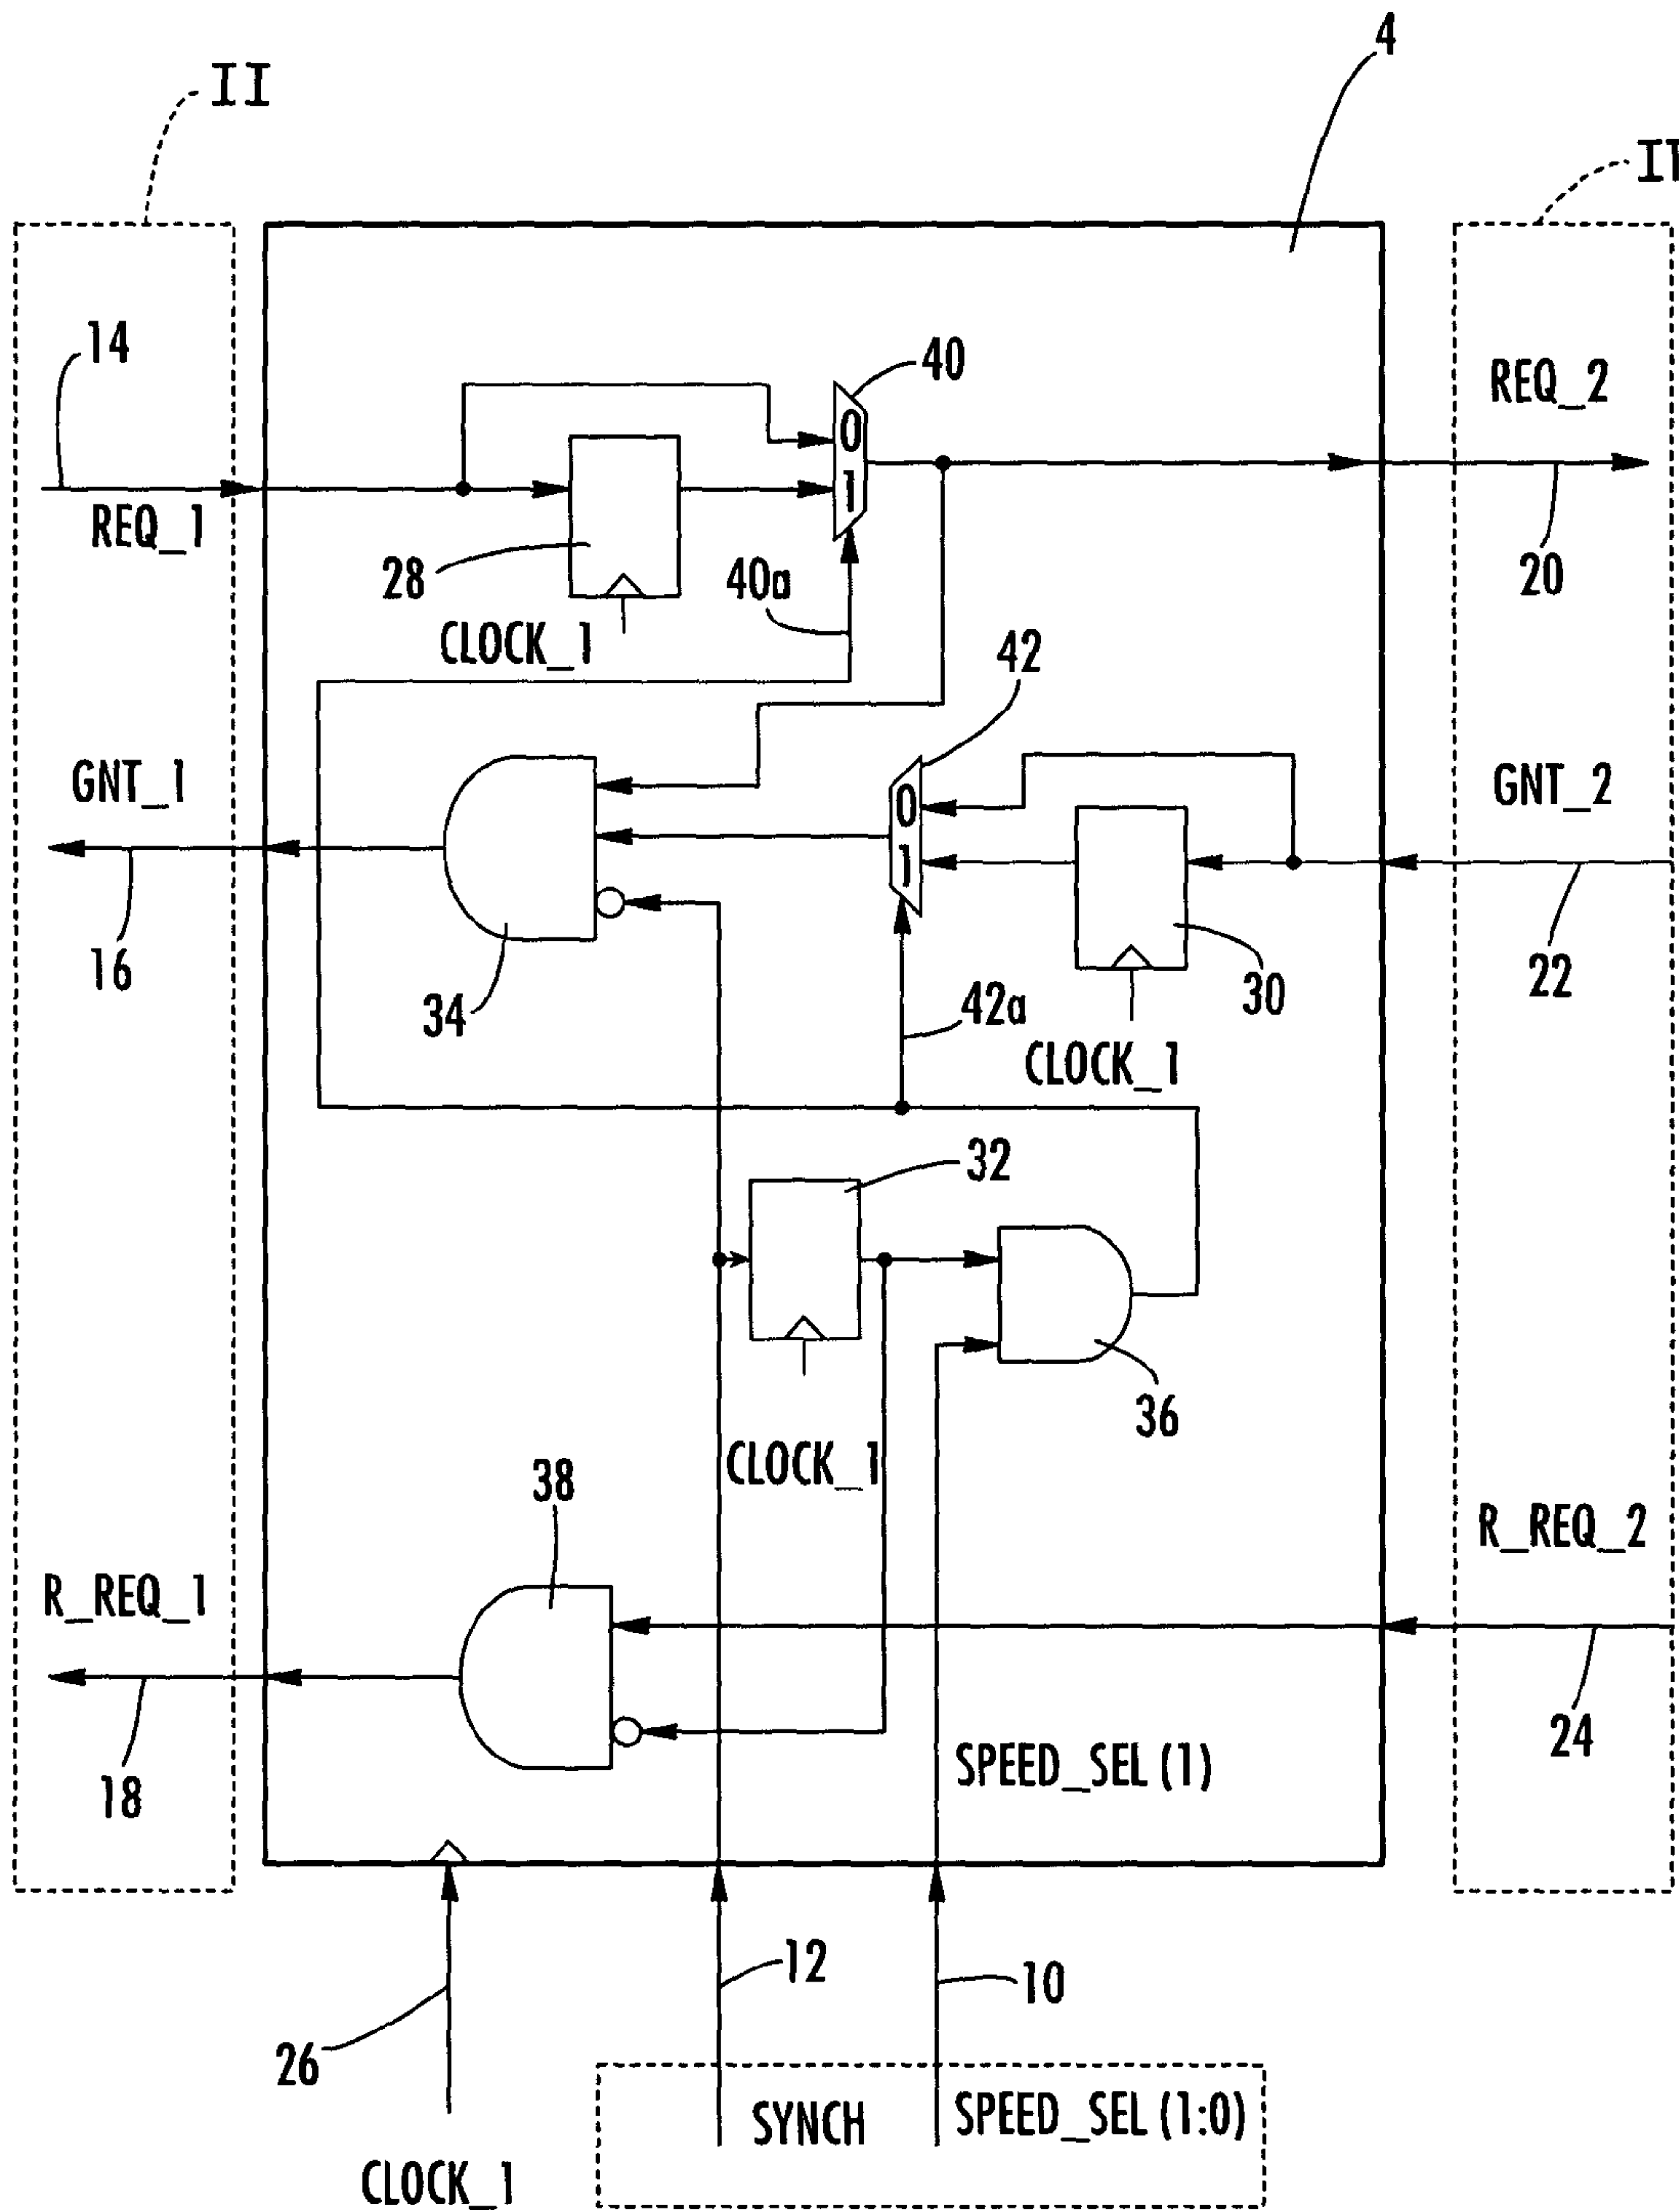 4
II
IT
14
40
REQ_2
0
1
REQ_1
28
40a
20
CLOCK_1
42
GNT_1
0
1
GNT_2
16
34
42a
30
22
CLOCK_1
32
36
CLOCK_1
38
R_REQ_2
R_REQ_1
24
SPEED_SEL (1)
18
12
10
26
SYNCH
SPEED_SEL (1:0)
CLOCK_1